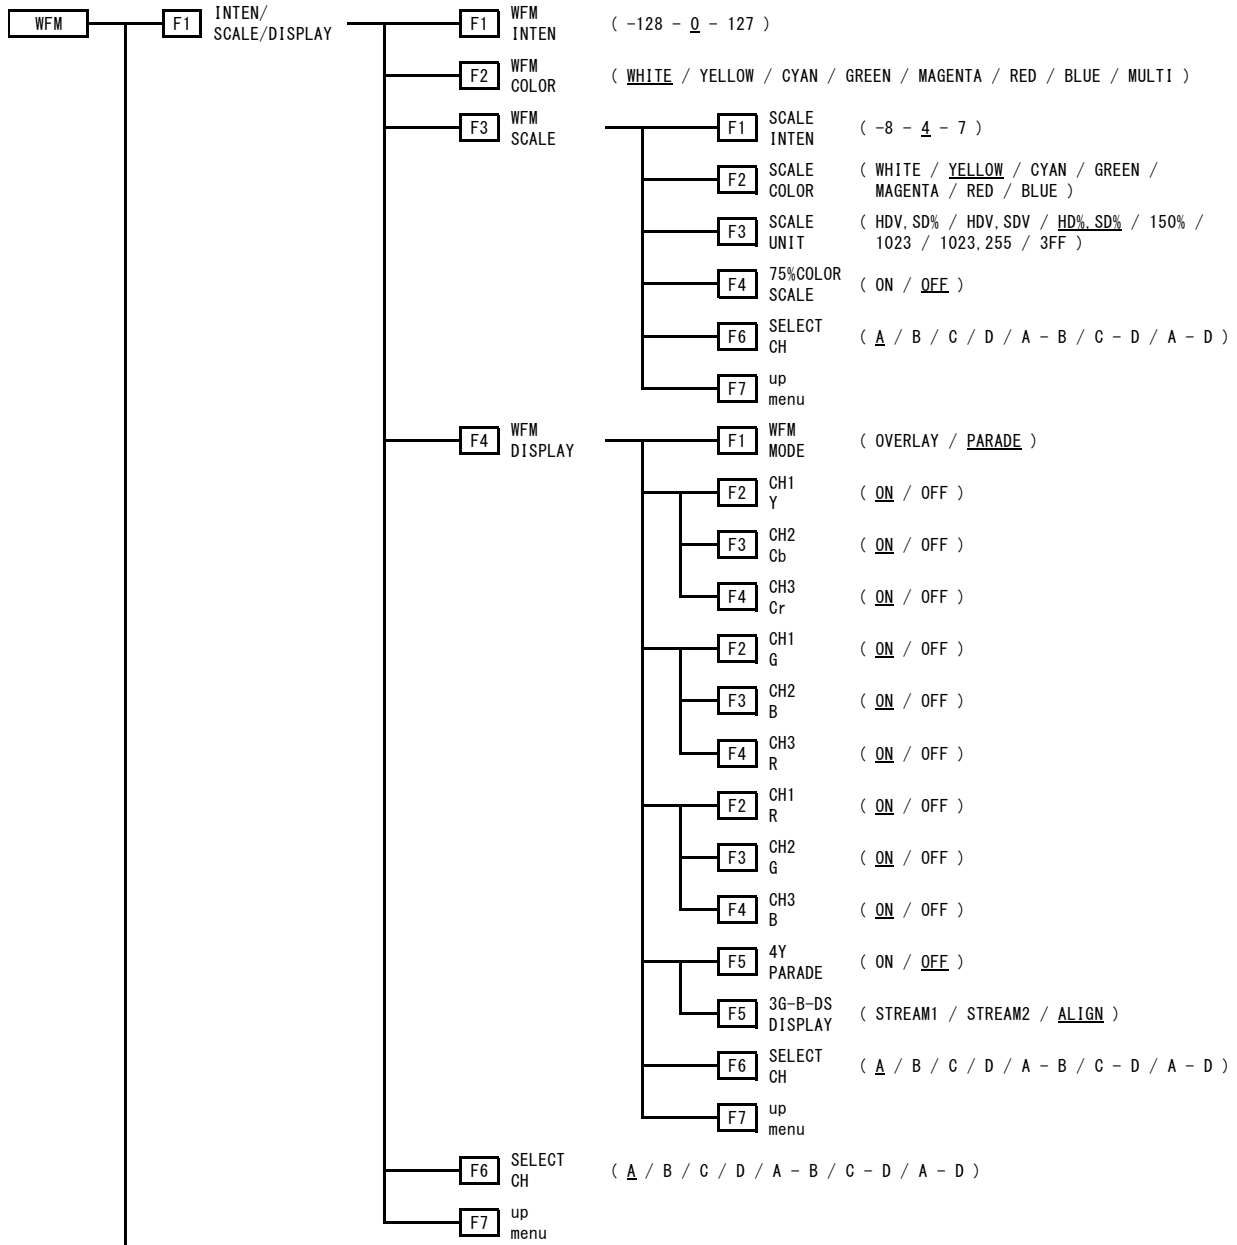 WFM
F1
INTEN/
SCALE/DISPLAY
F1
WFM
INTEN
( -128 - 0 - 127 )
F2
WFM
COLOR
( WHITE / YELLOW / CYAN / GREEN / MAGENTA / RED / BLUE / MULTI )
F3
WFM
SCALE
F1
SCALE
INTEN
( -8 - 4 - 7 )
F2
SCALE
COLOR
( WHITE / YELLOW / CYAN / GREEN /
MAGENTA / RED / BLUE )
F3
SCALE
UNIT
( HDV,SD% / HDV,SDV / HD%,SD% / 150% /
1023 / 1023,255 / 3FF )
F4
75%COLOR
SCALE
( ON / OFF )
F6
SELECT
CH
( A / B / C / D / A - B / C - D / A - D )
F7
up
menu
F4
WFM
DISPLAY
F1
WFM
MODE
( OVERLAY / PARADE )
F2
CH1
Y
( ON / OFF )
F3
CH2
Cb
( ON / OFF )
F4
CH3
Cr
( ON / OFF )
F2
CH1
G
( ON / OFF )
F3
CH2
B
( ON / OFF )
F4
CH3
R
( ON / OFF )
F2
CH1
R
( ON / OFF )
F3
CH2
G
( ON / OFF )
F4
CH3
B
( ON / OFF )
F5
4Y
PARADE
( ON / OFF )
F5
3G-B-DS
DISPLAY
( STREAM1 / STREAM2 / ALIGN )
F6
SELECT
CH
( A / B / C / D / A - B / C - D / A - D )
F7
up
menu
F6
SELECT
CH
( A / B / C / D / A - B / C - D / A - D )
F7
up
menu